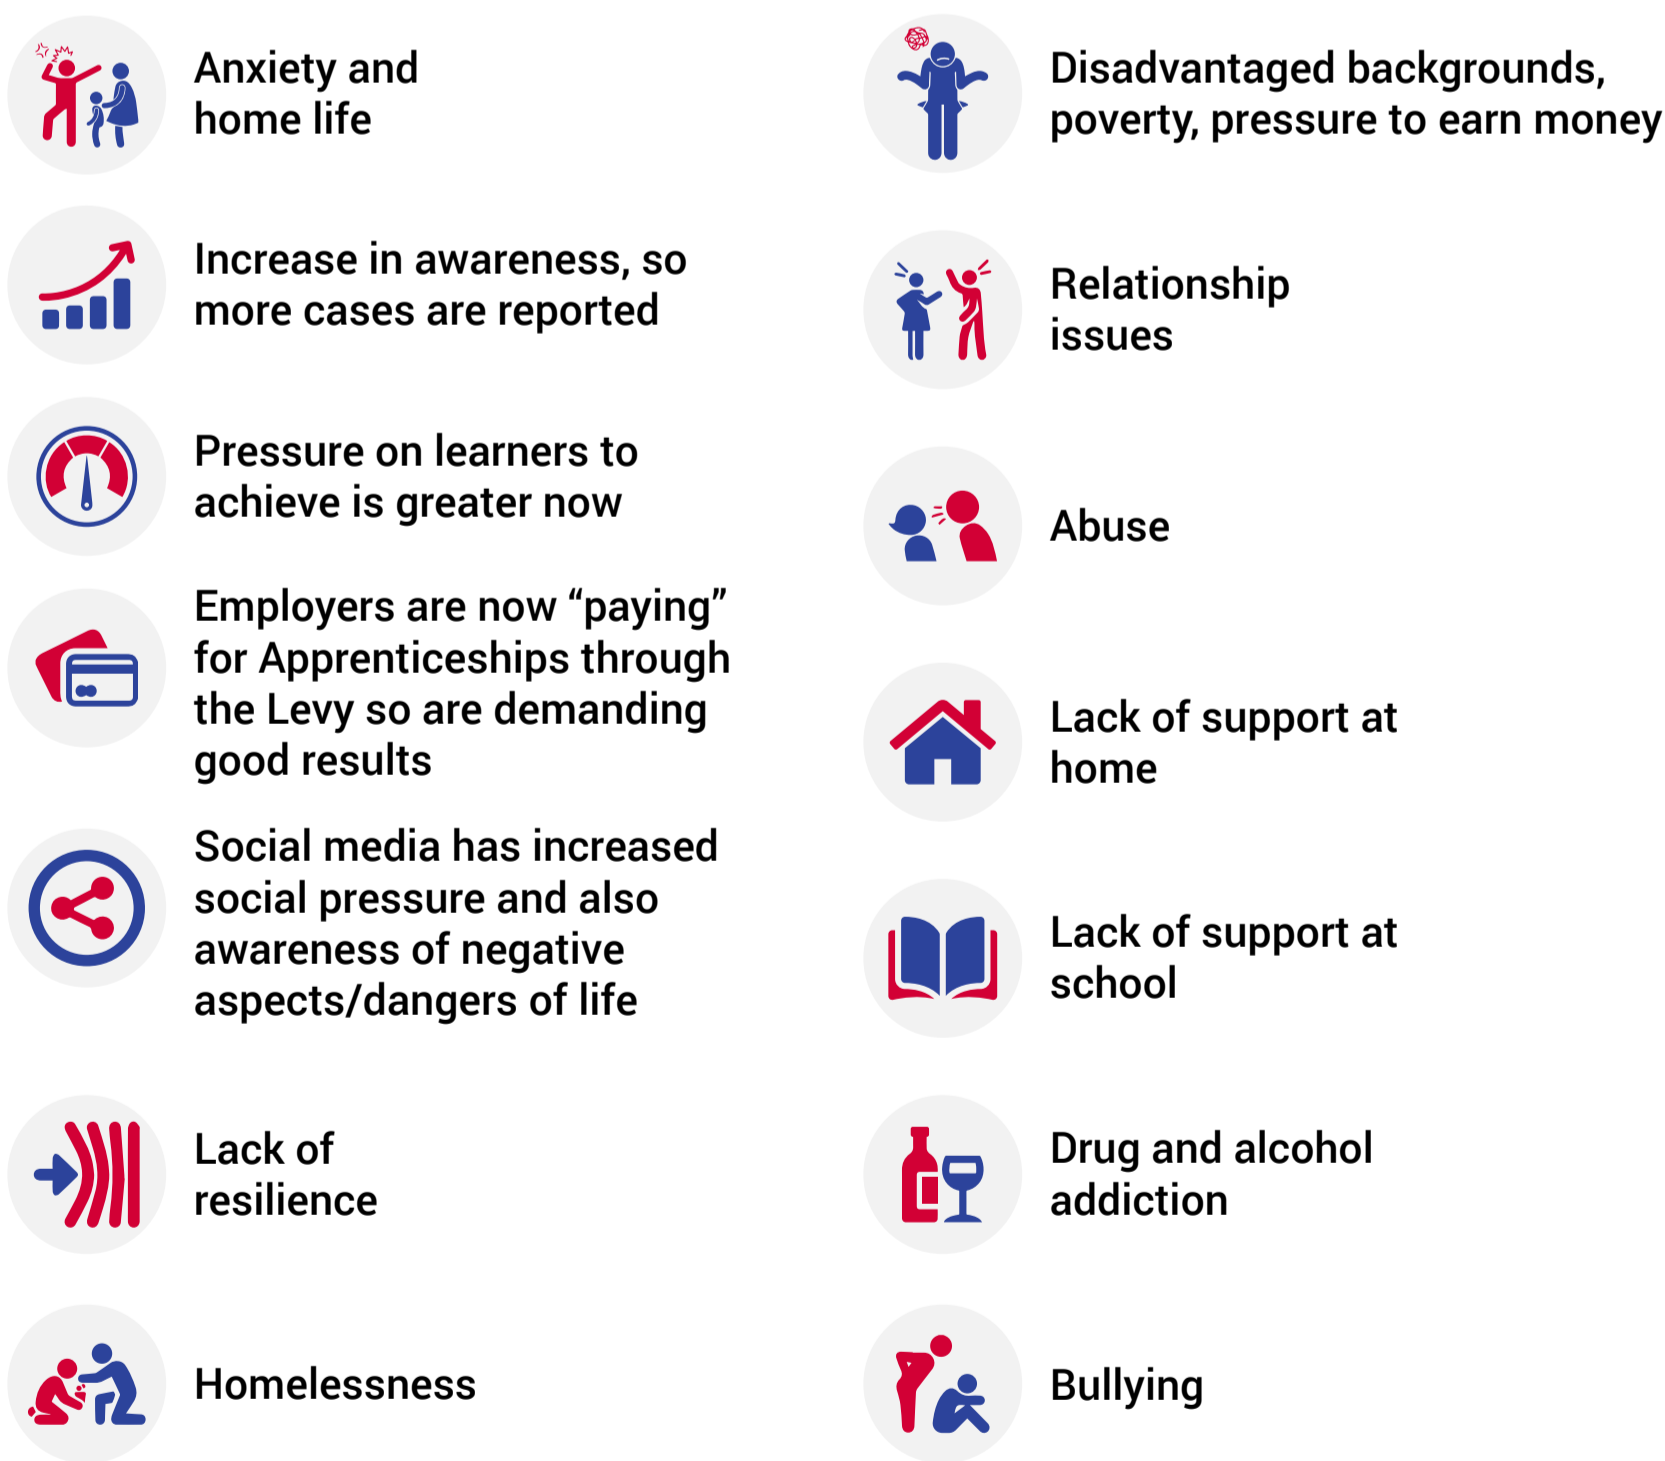 Anxiety and
home life
Increase in awareness, so
more cases are reported
Pressure on learners to
achieve is greater now
Employers are now “paying”
for Apprenticeships through
the Levy so are demanding
good results
Social media has increased
social pressure and also
awareness of negative
aspects/dangers of life
Lack of
resilience
Homelessness
Disadvantaged backgrounds,
poverty, pressure to earn money
Relationship
issues
Abuse
Lack of support at
home
Lack of support at
school
Drug and alcohol
addiction
Bullying